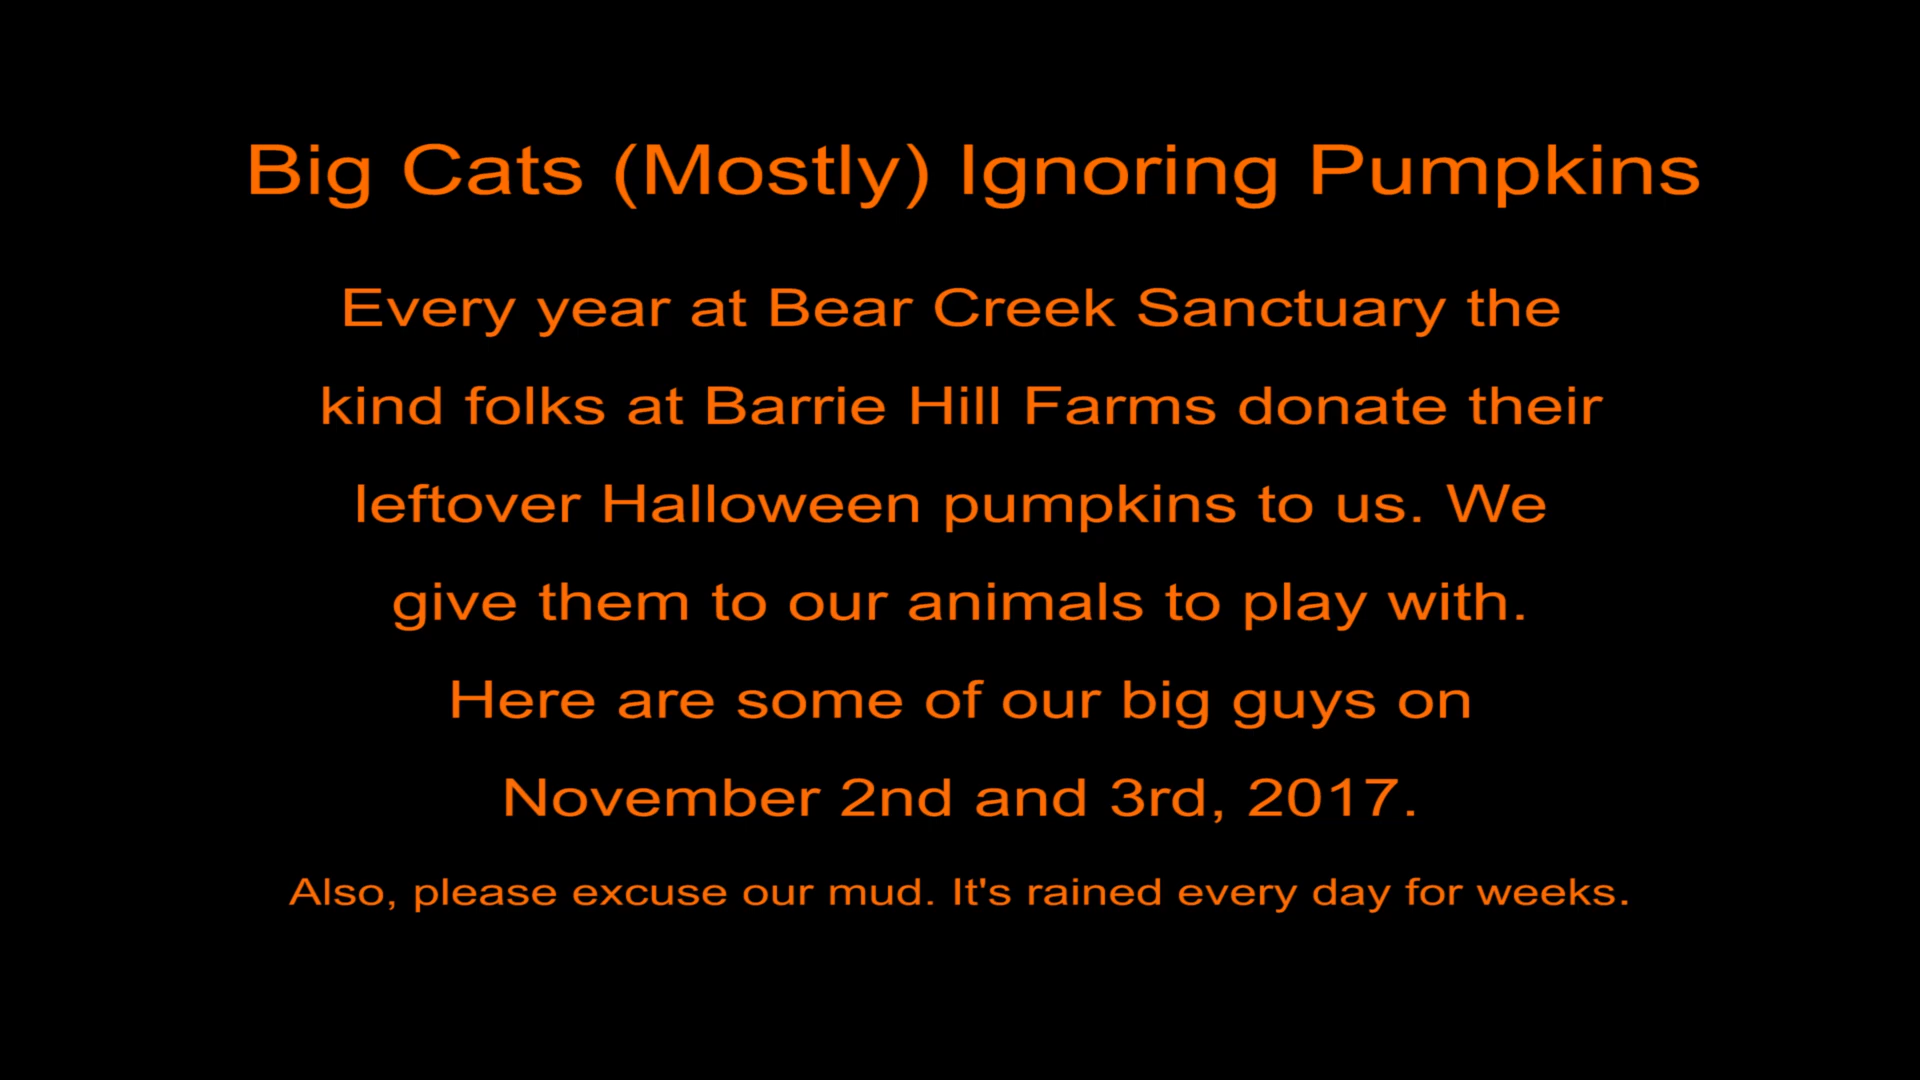 Big Cats (Mostly) Ignoring Pumpkins
Every year at Bear Creek Sanctuary the
kind folks at Barrie Hill Farms donate their
leftover Halloween pumpkins to us. We
give them to our animals to play with.
Here are some of our big guys on
November 2nd and 3rd, 2017.
Also, please excuse our mud. It's rained every day for weeks.